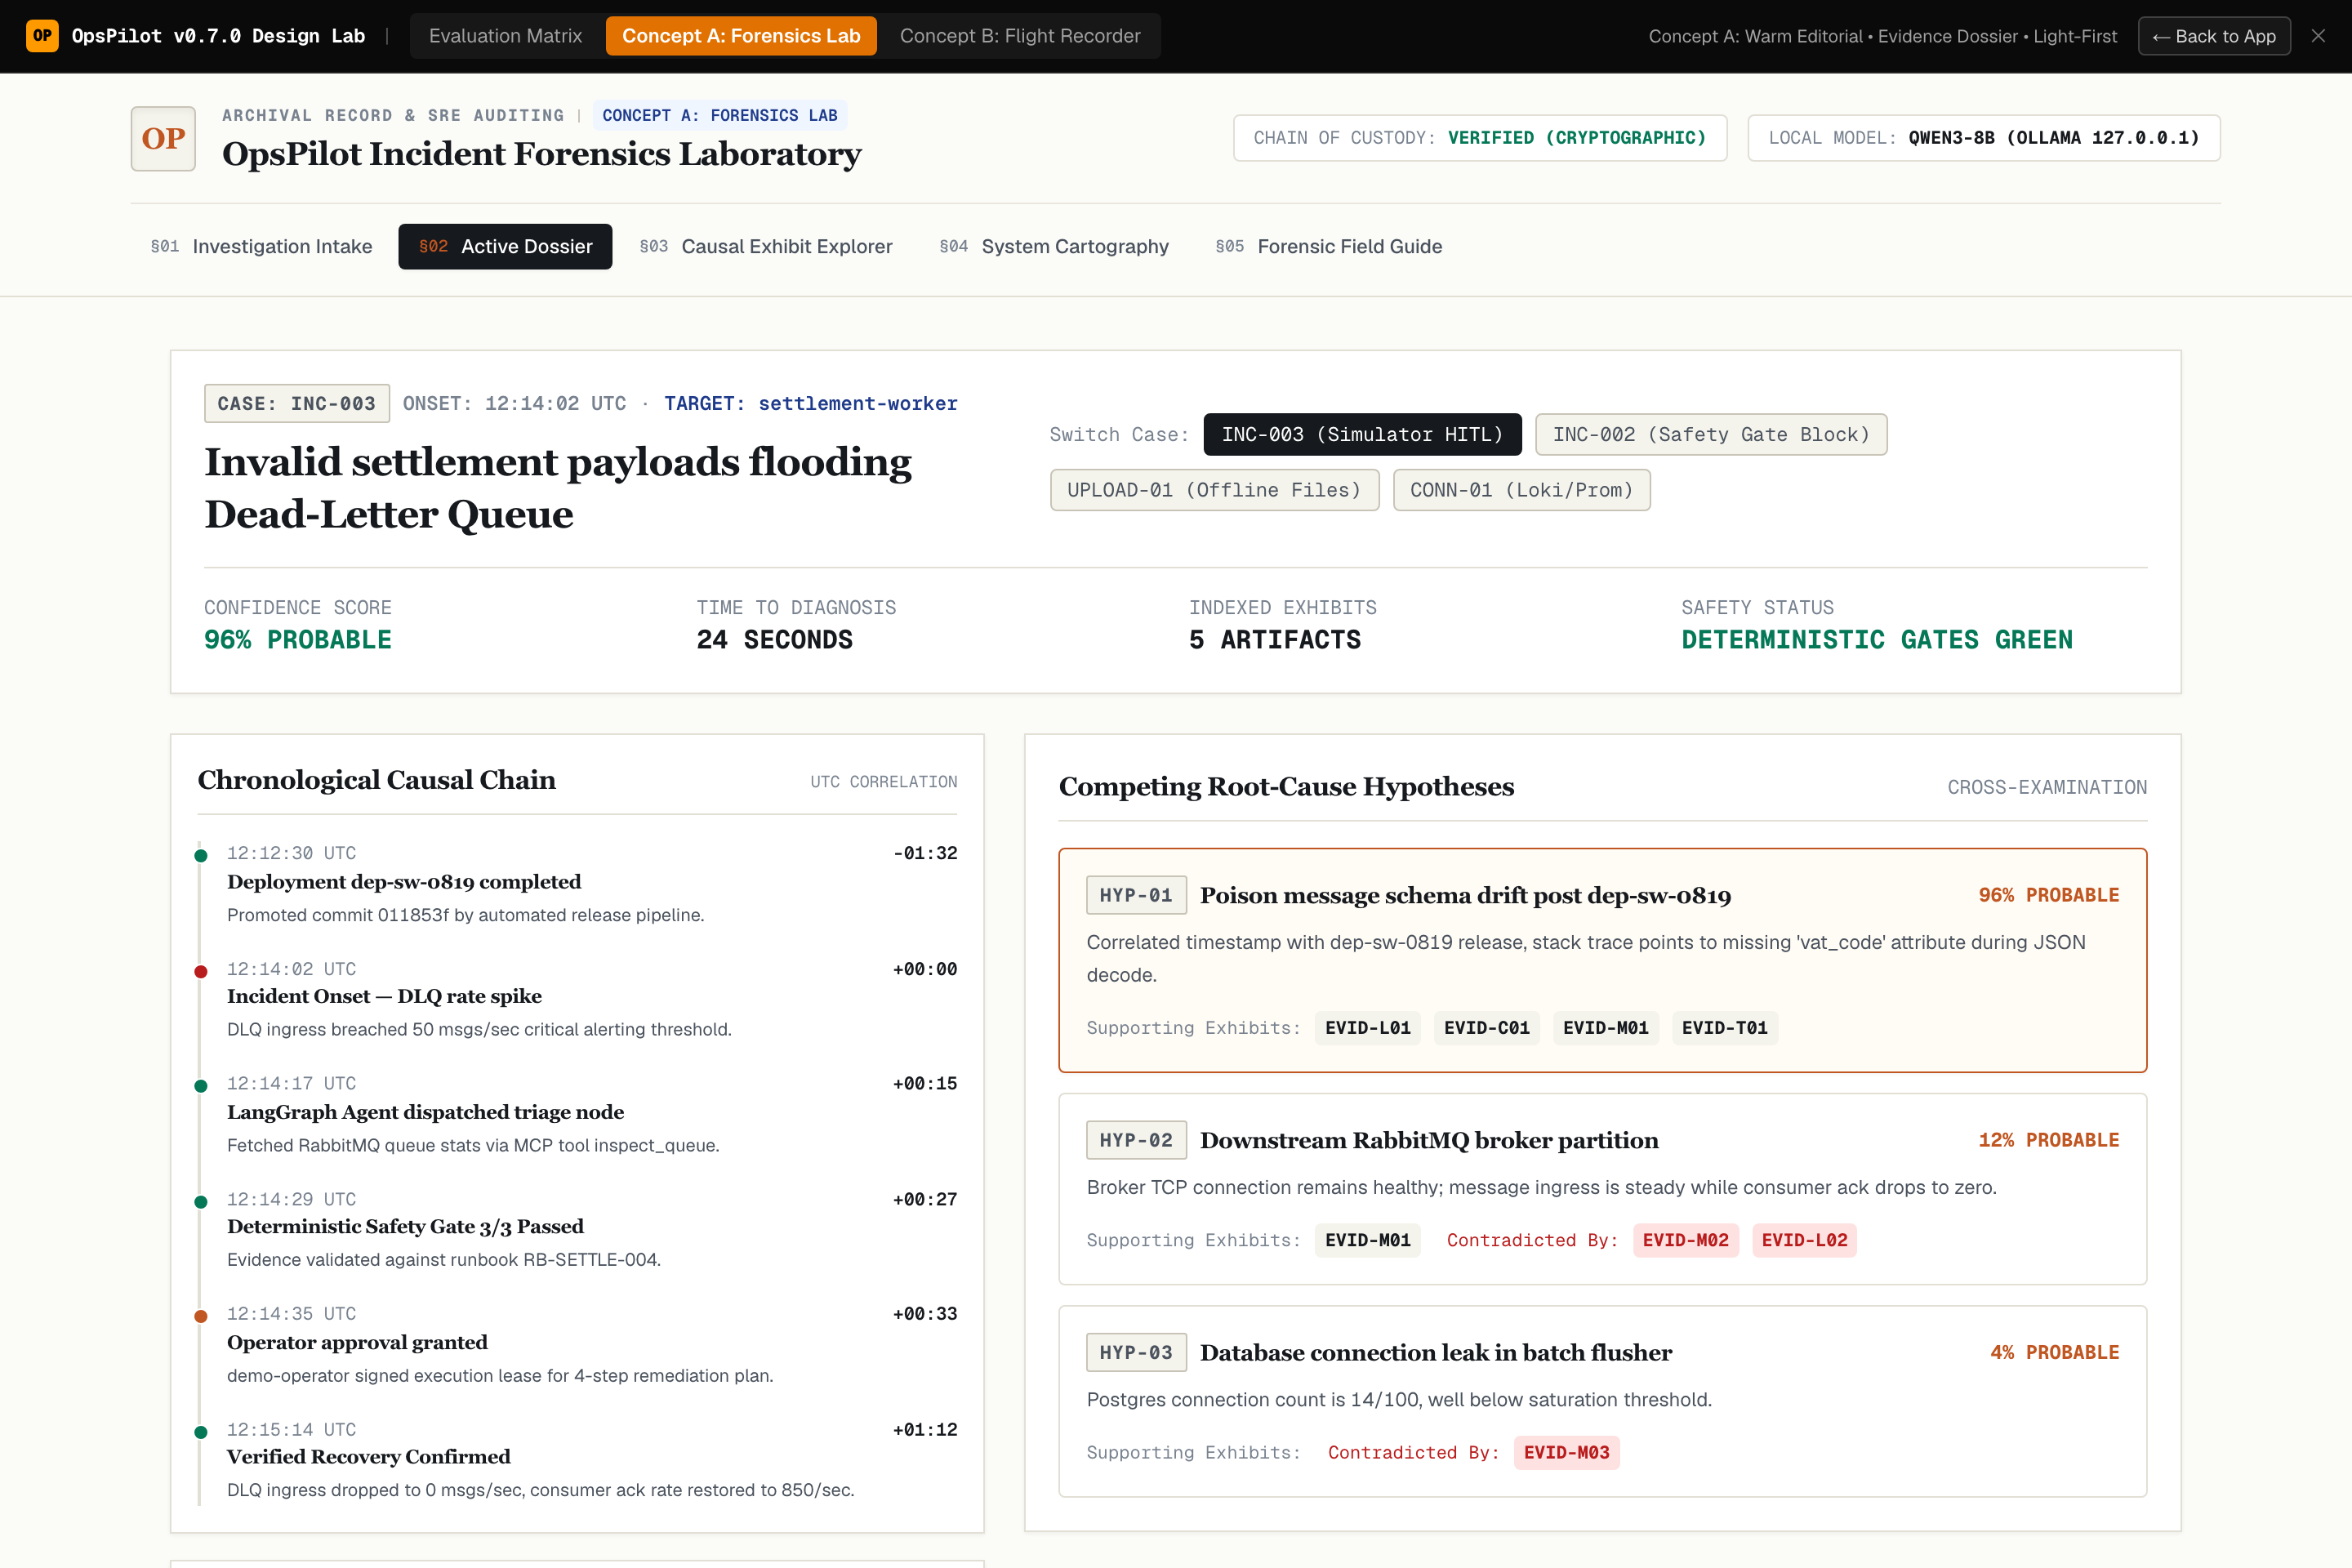 OP OpsPilot v0.7.0 Design Lab | Evaluation Matrix Concept A: Forensics Lab Concept B: Flight Recorder Concept A: Warm Editorial • Evidence Dossier • Light-First ← Back to App ×
OP
ARCHIVAL RECORD & SRE AUDITING | CONCEPT A: FORENSICS LAB
OpsPilot Incident Forensics Laboratory
CHAIN OF CUSTODY: VERIFIED (CRYPTOGRAPHIC)
LOCAL MODEL: QWEN3-8B (OLLAMA 127.0.0.1)
§01 Investigation Intake §02 Active Dossier §03 Causal Exhibit Explorer §04 System Cartography §05 Forensic Field Guide
CASE: INC-003 ONSET: 12:14:02 UTC · TARGET: settlement-worker
Invalid settlement payloads flooding
Dead-Letter Queue
Switch Case: INC-003 (Simulator HITL) INC-002 (Safety Gate Block)
UPLOAD-01 (Offline Files) CONN-01 (Loki/Prom)
CONFIDENCE SCORE
96% PROBABLE
TIME TO DIAGNOSIS
24 SECONDS
INDEXED EXHIBITS
5 ARTIFACTS
SAFETY STATUS
DETERMINISTIC GATES GREEN
Chronological Causal Chain UTC CORRELATION
12:12:30 UTC -01:32
Deployment dep-sw-0819 completed
Promoted commit 011853f by automated release pipeline.
12:14:02 UTC +00:00
Incident Onset — DLQ rate spike
DLQ ingress breached 50 msgs/sec critical alerting threshold.
12:14:17 UTC +00:15
LangGraph Agent dispatched triage node
Fetched RabbitMQ queue stats via MCP tool inspect_queue.
12:14:29 UTC +00:27
Deterministic Safety Gate 3/3 Passed
Evidence validated against runbook RB-SETTLE-004.
12:14:35 UTC +00:33
Operator approval granted
demo-operator signed execution lease for 4-step remediation plan.
12:15:14 UTC +01:12
Verified Recovery Confirmed
DLQ ingress dropped to 0 msgs/sec, consumer ack rate restored to 850/sec.
Competing Root-Cause Hypotheses CROSS-EXAMINATION
HYP-01 Poison message schema drift post dep-sw-0819 96% PROBABLE
Correlated timestamp with dep-sw-0819 release, stack trace points to missing 'vat_code' attribute during JSON
decode.
Supporting Exhibits: EVID-L01 EVID-C01 EVID-M01 EVID-T01
HYP-02 Downstream RabbitMQ broker partition 12% PROBABLE
Broker TCP connection remains healthy; message ingress is steady while consumer ack drops to zero.
Supporting Exhibits: EVID-M01 Contradicted By: EVID-M02 EVID-L02
HYP-03 Database connection leak in batch flusher 4% PROBABLE
Postgres connection count is 14/100, well below saturation threshold.
Supporting Exhibits: Contradicted By: EVID-M03